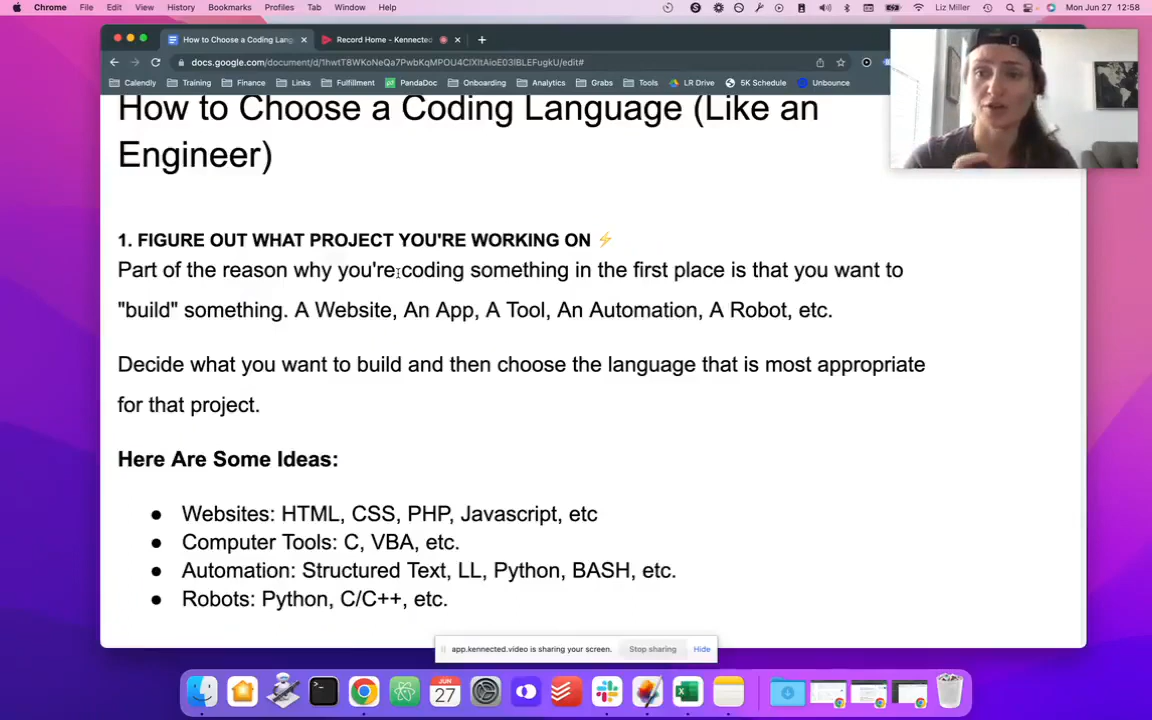 Chrome File Edit View History Bookmarks Profiles Tab Window Help Liz Miller Mon Jun 27 12:58
How to Choose a Coding Lang Record Home - Kennected
docs.google.com/document/d/
Calendly Training Finance Links Fulfillment PandaDoc Onboarding Analytics Grabs Tools LR Drive 5K Schedule Unbounce
How to Choose a Coding Language (Like an
Engineer)
1. FIGURE OUT WHAT PROJECT YOU'RE WORKING ON ⚡
Part of the reason why you're coding something in the first place is that you want to
"build" something. A Website, An App, A Tool, An Automation, A Robot, etc.
Decide what you want to build and then choose the language that is most appropriate
for that project.
Here Are Some Ideas:
● Websites: HTML, CSS, PHP, Javascript, etc
● Computer Tools: C, VBA, etc.
● Automation: Structured Text, LL, Python, BASH, etc.
● Robots: Python, C/C++, etc.
app.kennected.video is sharing your screen. Stop sharing Hide
JUN
27